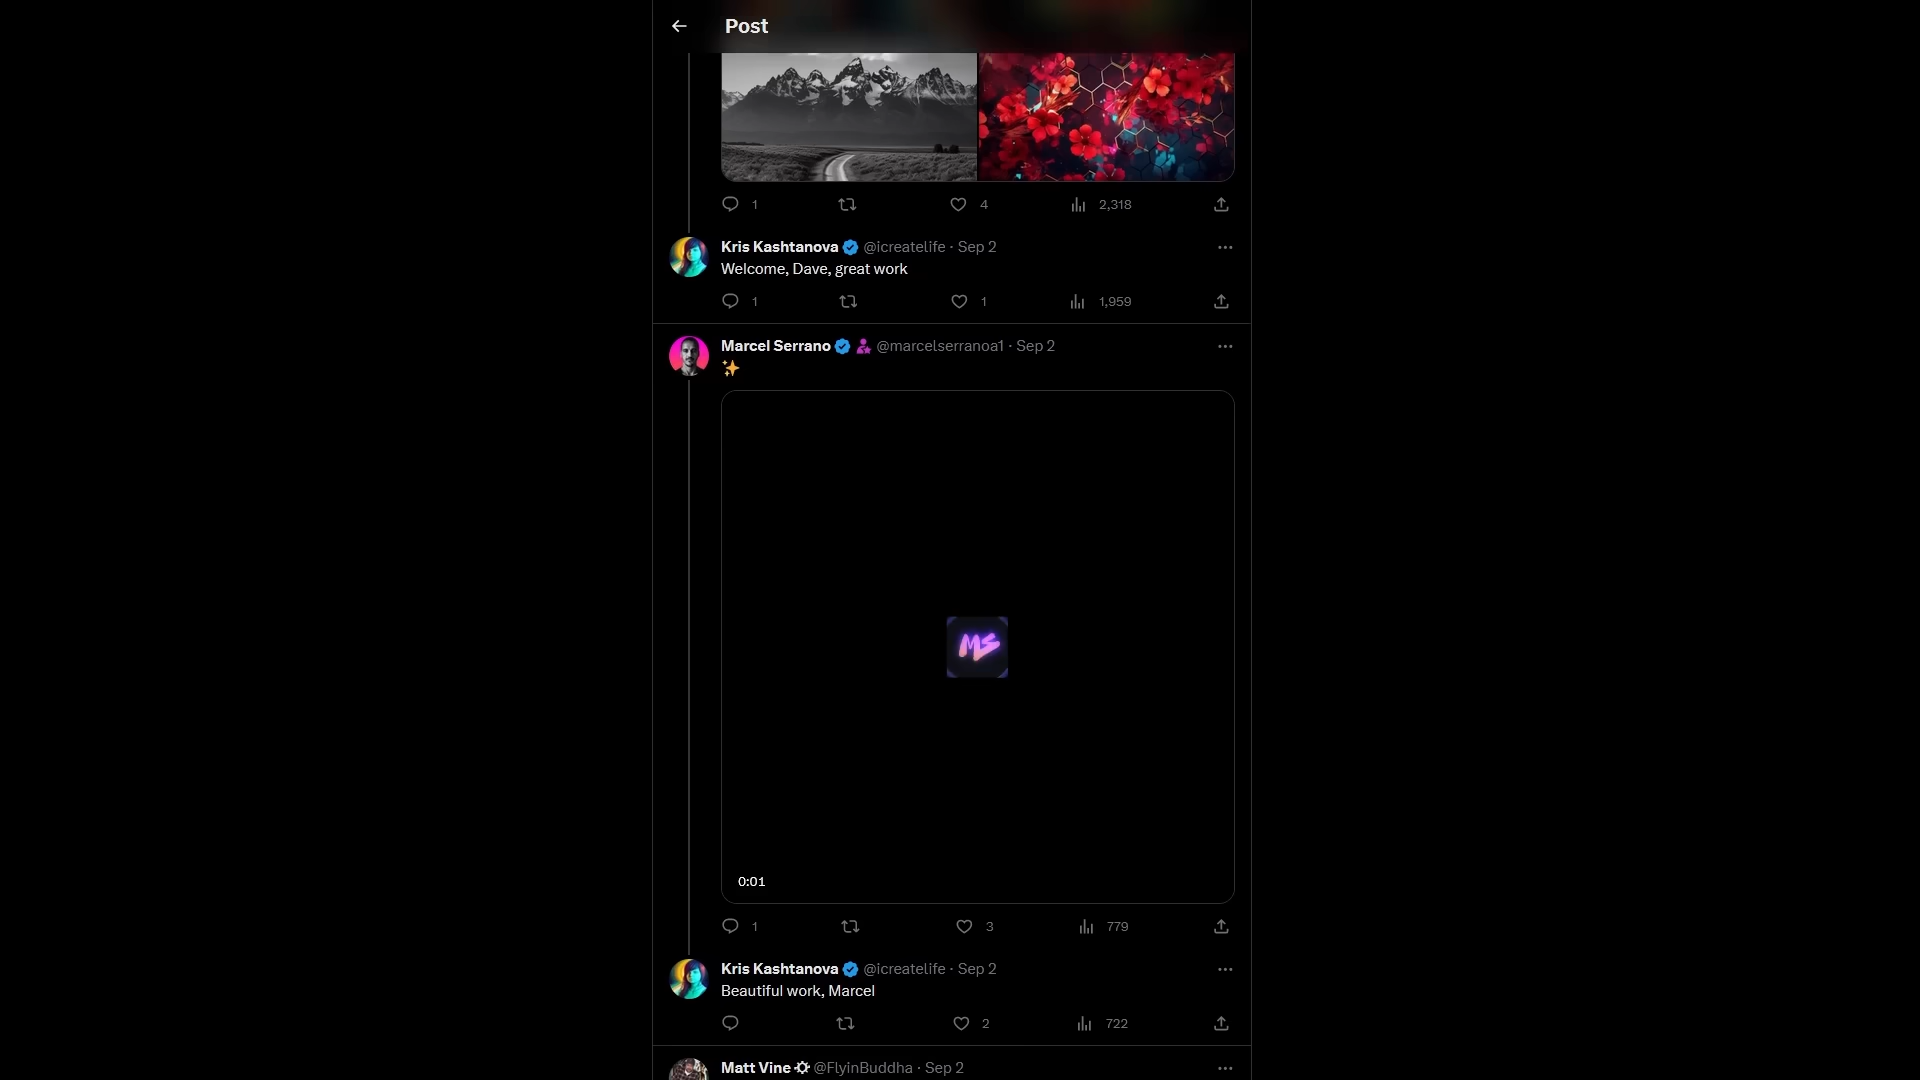 Post
1 4 2,318
Kris Kashtanova @icreatelife · Sep 2
Welcome, Dave, great work
1 1 1,959
Marcel Serrano @marcelserranoa1 · Sep 2
✨
MS
0:01
1 3 779
Kris Kashtanova @icreatelife · Sep 2
Beautiful work, Marcel
2 722
Matt Vine @FlyinBuddha · Sep 2